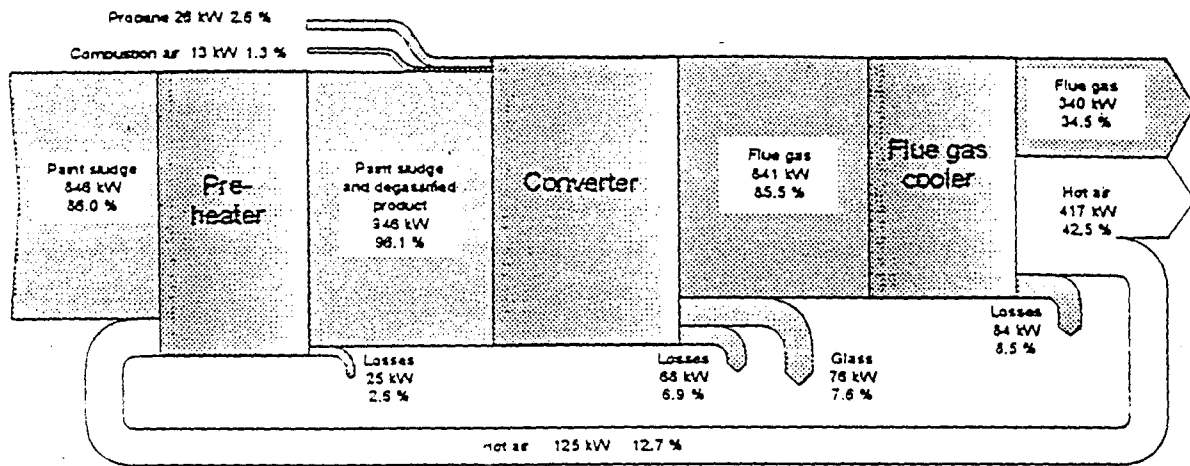 Propane 26 kW 2.6 %
Combustion air 13 kW 1.3 %
Paint sludge
846 kW
86.0 %
Pre-
heater
Paint sludge
and degassified
product
946 kW
96.1 %
Converter
Flue gas
841 kW
85.5 %
Flue gas
cooler
Flue gas
340 kW
34.5 %
Hot air
417 kW
42.5 %
Losses
25 kW
2.5 %
Losses
68 kW
6.9 %
Glass
76 kW
7.6 %
Losses
84 kW
8.5 %
Hot air 125 kW 12.7 %